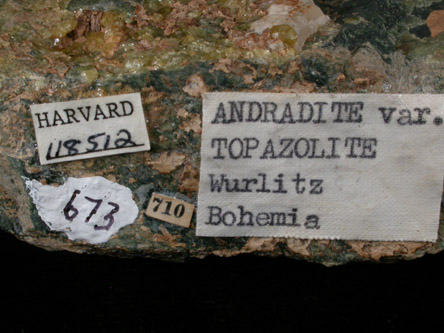 HARVARD
118512
673
710
ANDRADITE var.
TOPAZOLITE
Wurlitz
Bohemia